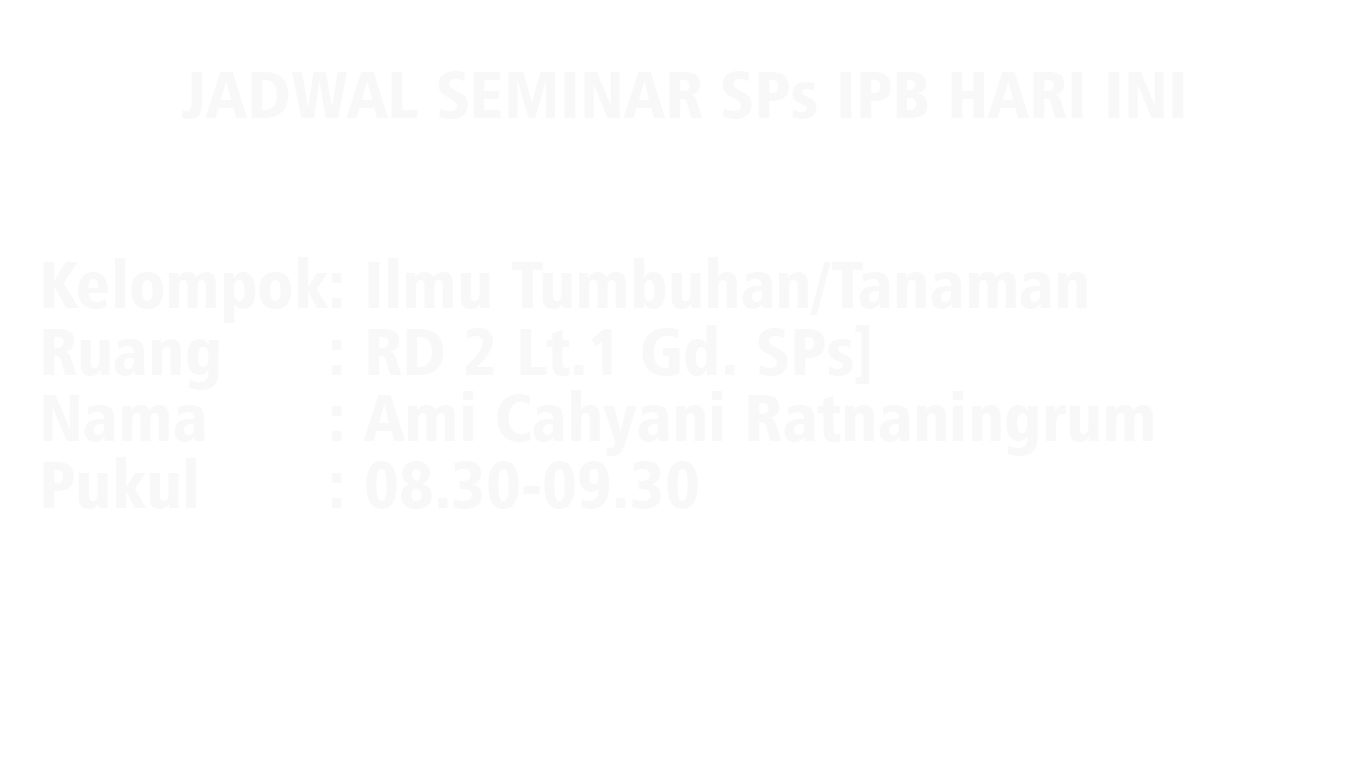 JADWAL SEMINAR SPs IPB HARI INI
Kelompok: Ilmu Tumbuhan/Tanaman
Ruang : RD 2 Lt.1 Gd. SPs]
Nama : Ami Cahyani Ratnaningrum
Pukul : 08.30-09.30